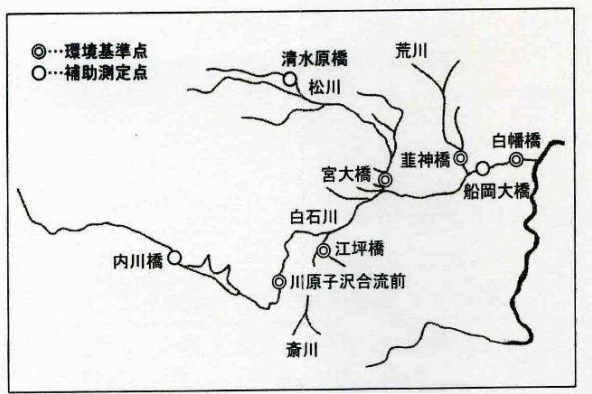 ◎…環境基準点
○…補助測定点
清水原橋
松川
荒川
白幡橋
韮神橋
船岡大橋
宮大橋
白石川
江坪橋
内川橋
川原子沢合流前
斎川